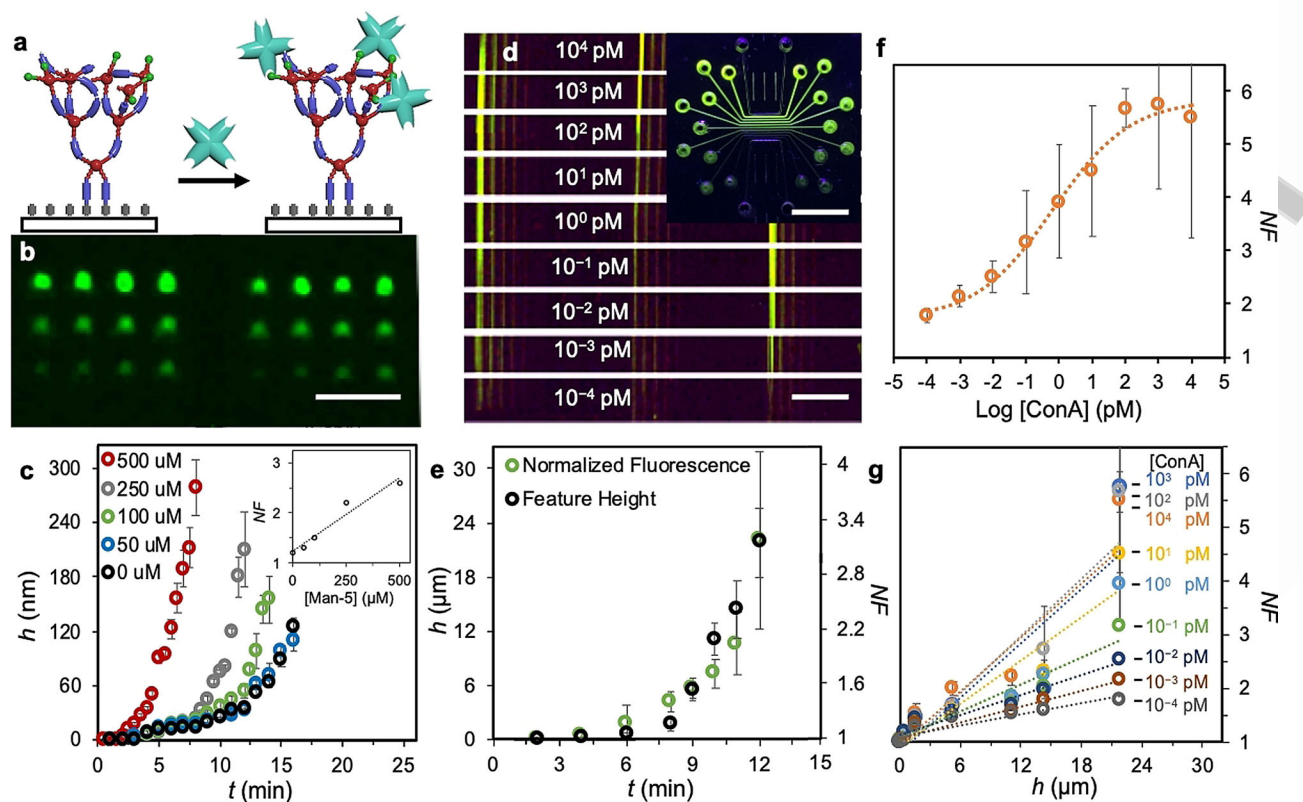 a
b
c
500 uM
250 uM
100 uM
50 uM
0 uM
300
240
180
120
60
0
h (nm)
0 5 10 15 20 25
t (min)
3
2
1
NF
0 250 500
[Man-5] (μM)
d
10⁴ pM
10³ pM
10² pM
10¹ pM
10⁰ pM
10⁻¹ pM
10⁻² pM
10⁻³ pM
10⁻⁴ pM
e
Normalized Fluorescence
Feature Height
30
24
18
12
6
0
h (μm)
0 3 6 9 12 15
t (min)
4
3.4
2.8
2.2
1.6
1
NF
f
6
5
4
3
2
1
NF
-5 -4 -3 -2 -1 0 1 2 3 4 5
Log [ConA] (pM)
g
[ConA]
10³ pM
10² pM
10⁴ pM
10¹ pM
10⁰ pM
10⁻¹ pM
10⁻² pM
10⁻³ pM
10⁻⁴ pM
6
5
4
3
2
1
NF
0 6 12 18 24 30
h (μm)